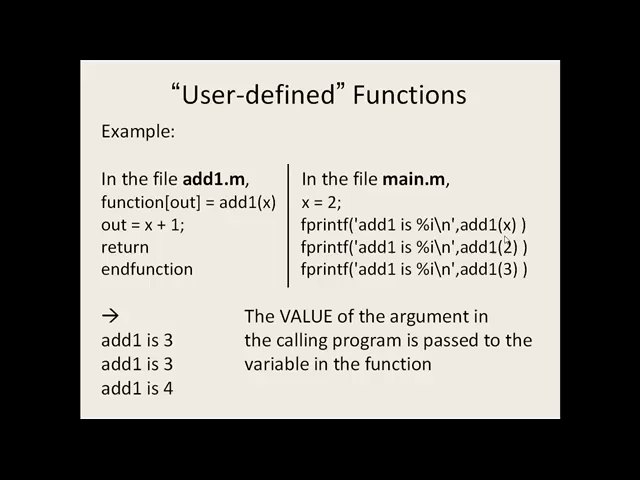 “User-defined” Functions
Example:
In the file add1.m,
function[out] = add1(x)
out = x + 1;
return
endfunction
In the file main.m,
x = 2;
fprintf('add1 is %i\n',add1(x) )
fprintf('add1 is %i\n',add1(2) )
fprintf('add1 is %i\n',add1(3) )
→
add1 is 3
add1 is 3
add1 is 4
The VALUE of the argument in
the calling program is passed to the
variable in the function